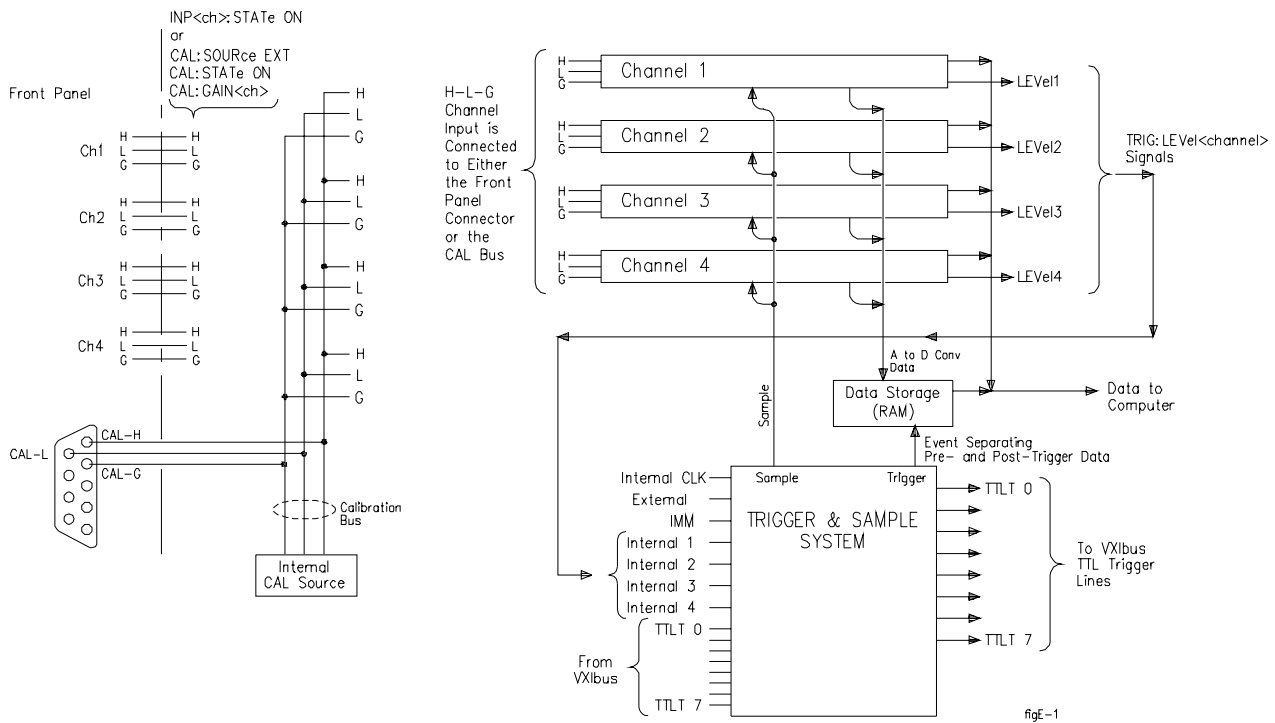 INP<ch>:STATe ON
or
CAL:SOURce EXT
CAL:STATe ON
CAL:GAIN<ch>
Front Panel
H H
Ch1 L L
G G
H H
Ch2 L L
G G
H H
Ch3 L L
G G
H H
Ch4 L L
G G
H
L
G
H
L
G
H
L
G
H
L
G
CAL-H
CAL-L
CAL-G
Calibration
Bus
Internal
CAL Source
H-L-G
Channel
Input is
Connected
to Either
the Front
Panel
Connector
or the
CAL Bus
H
L
G
Channel 1
LEVel1
H
L
G
Channel 2
LEVel2
H
L
G
Channel 3
LEVel3
H
L
G
Channel 4
LEVel4
TRIG:LEVel<channel>
Signals
A to D Conv
Data
Sample
Data Storage
(RAM)
Data to
Computer
Event Separating
Pre- and Post-Trigger Data
Internal CLK
External
IMM
Internal 1
Internal 2
Internal 3
Internal 4
TTLT 0
From
VXIbus
TTLT 7
Sample Trigger
TRIGGER & SAMPLE
SYSTEM
TTLT 0
To VXIbus
TTL Trigger
Lines
TTLT 7
figE-1